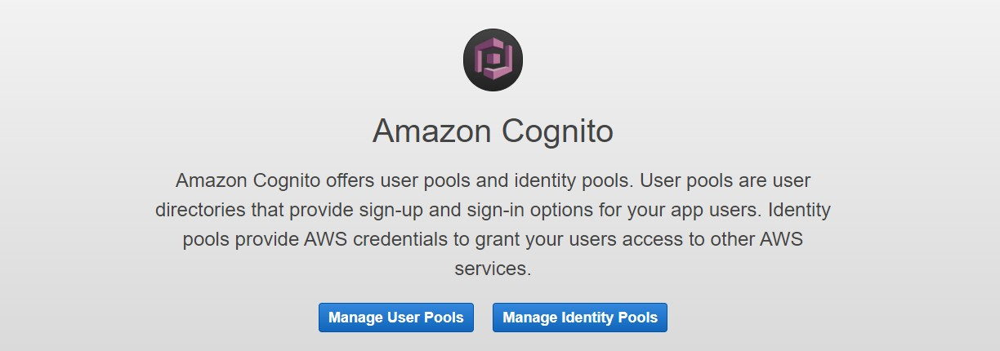 Amazon Cognito
Amazon Cognito offers user pools and identity pools. User pools are user
directories that provide sign-up and sign-in options for your app users. Identity
pools provide AWS credentials to grant your users access to other AWS
services.
Manage User Pools
Manage Identity Pools